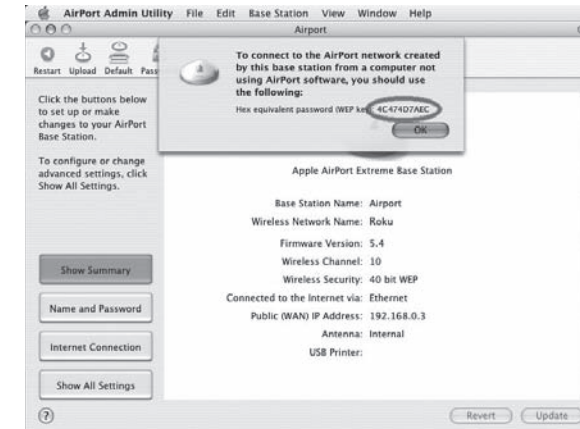 AirPort Admin Utility File Edit Base Station View Window Help
Airport
Restart Upload Default Pass
To connect to the AirPort network created
by this base station from a computer not
using AirPort software, you should use
the following:
Hex equivalent password (WEP key 4C474D7AEC
OK
Click the buttons below
to set up or make
changes to your AirPort
Base Station.
To configure or change
advanced settings, click
Show All Settings.
Show Summary
Name and Password
Internet Connection
Show All Settings
Apple AirPort Extreme Base Station
Base Station Name: Airport
Wireless Network Name: Roku
Firmware Version: 5.4
Wireless Channel: 10
Wireless Security: 40 bit WEP
Connected to the Internet via: Ethernet
Public (WAN) IP Address: 192.168.0.3
Antenna: Internal
USB Printer:
? Revert Update